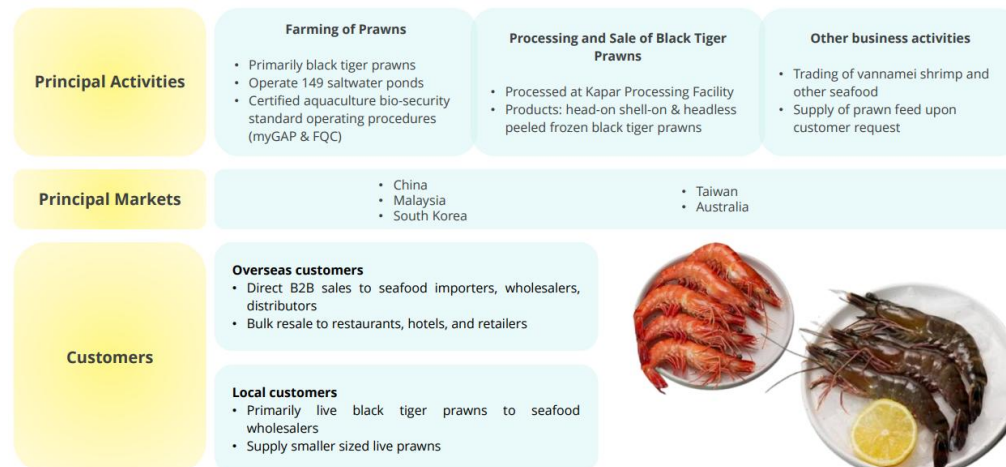 Principal Activities
Farming of Prawns
• Primarily black tiger prawns
• Operate 149 saltwater ponds
• Certified aquaculture bio-security
standard operating procedures
(myGAP & FQC)
Processing and Sale of Black Tiger
Prawns
• Processed at Kapar Processing Facility
• Products: head-on shell-on & headless
peeled frozen black tiger prawns
Other business activities
• Trading of vannamei shrimp and
other seafood
• Supply of prawn feed upon
customer request
Principal Markets
• China
• Malaysia
• South Korea
• Taiwan
• Australia
Customers
Overseas customers
• Direct B2B sales to seafood importers, wholesalers,
distributors
• Bulk resale to restaurants, hotels, and retailers
Local customers
• Primarily live black tiger prawns to seafood
wholesalers
• Supply smaller sized live prawns